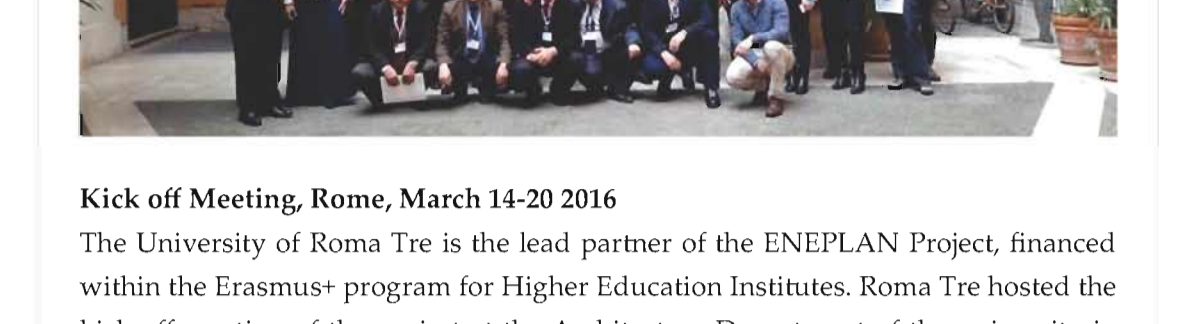 Kick off Meeting, Rome, March 14-20 2016
The University of Roma Tre is the lead partner of the ENEPLAN Project, financed
within the Erasmus+ program for Higher Education Institutes. Roma Tre hosted the